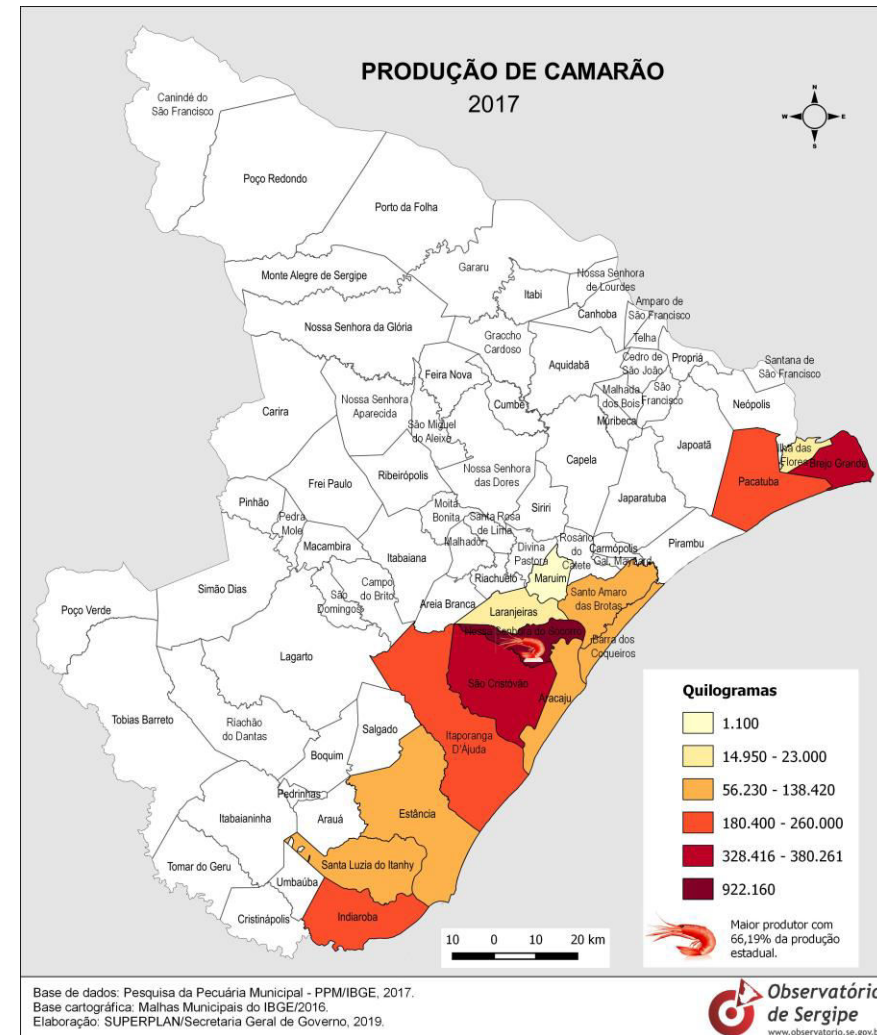 PRODUÇÃO DE CAMARÃO
2017
N
W
E
S
Canindé do
São Francisco
Poço Redondo
Porto da Folha
Monte Alegre de Sergipe
Gararu
Itabi
Nossa Senhora
de Lourdes
Canhoba
Amparo de
São Francisco
Telha
Nossa Senhora da Glória
Graccho
Cardoso
Aquidabã
Cedro de
São João
Propriá
Santana de
São Francisco
Feira Nova
Carira
Nossa Senhora
Aparecida
São Miguel
do Aleixo
Cumbe
Malhada
dos Bois
São
Francisco
Muribeca
Neópolis
Japoatã
Ilha das
Flores
Brejo Grande
Pacatuba
Frei Paulo
Ribeirópolis
Nossa Senhora
das Dores
Capela
Japaratuba
Pinhão
Pedra
Mole
Macambira
Itabaiana
Moita
Bonita
Santa Rosa
de Lima
Malhador
Siriri
Divina
Pastora
Rosário
do
Catete
Carmópolis
Gal. Maynard
Pirambu
Riachuelo
Maruim
Simão Dias
São
Domingos
Campo
do Brito
Areia Branca
Laranjeiras
Santo Amaro
das Brotas
Poço Verde
Nossa Senhora do Socorro
Barra dos
Coqueiros
Lagarto
São Cristóvão
Aracaju
Tobias Barreto
Riachão
do Dantas
Salgado
Itaporanga
D'Ájuda
Boquim
Pedrinhas
Itabaianinha
Arauá
Estância
Santa Luzia do Itanhy
Tomar do Geru
Umbaúba
Cristinápolis
Indiaroba
Quilogramas
1.100
14.950 - 23.000
56.230 - 138.420
180.400 - 260.000
328.416 - 380.261
922.160
Maior produtor com
66,19% da produção
estadual.
10 0 10 20 km
Base de dados: Pesquisa da Pecuária Municipal - PPM/IBGE, 2017.
Base cartográfica: Malhas Municipais do IBGE/2016.
Elaboração: SUPERPLAN/Secretaria Geral de Governo, 2019.
Observatório
de Sergipe